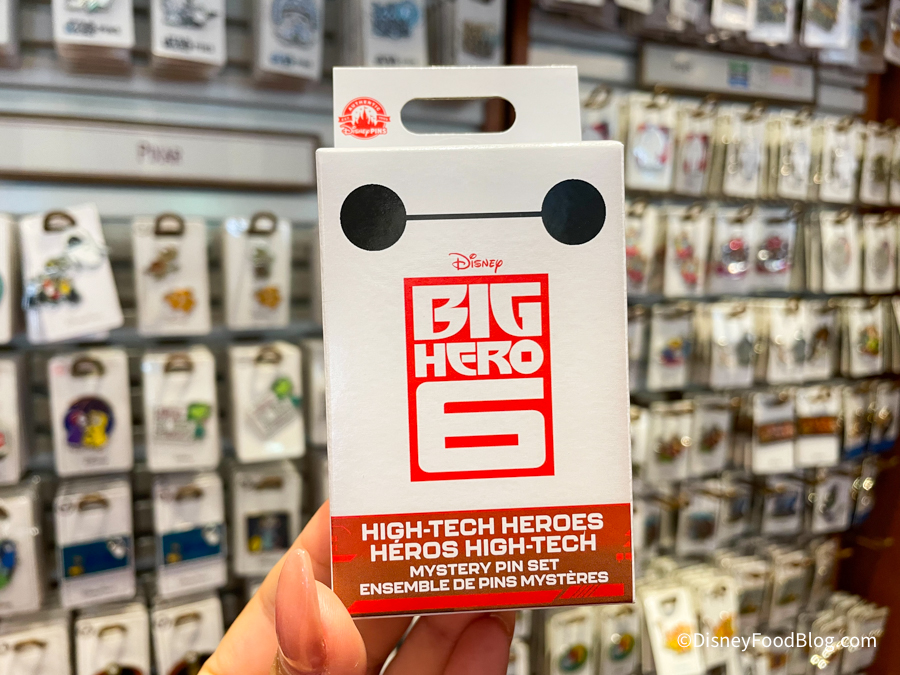 AUTHENTIC
Disney PINS
Disney
BIG
HERO
6
HIGH-TECH HEROES
HÉROS HIGH-TECH
MYSTERY PIN SET
ENSEMBLE DE PINS MYSTÈRES
©DisneyFoodBlog.com